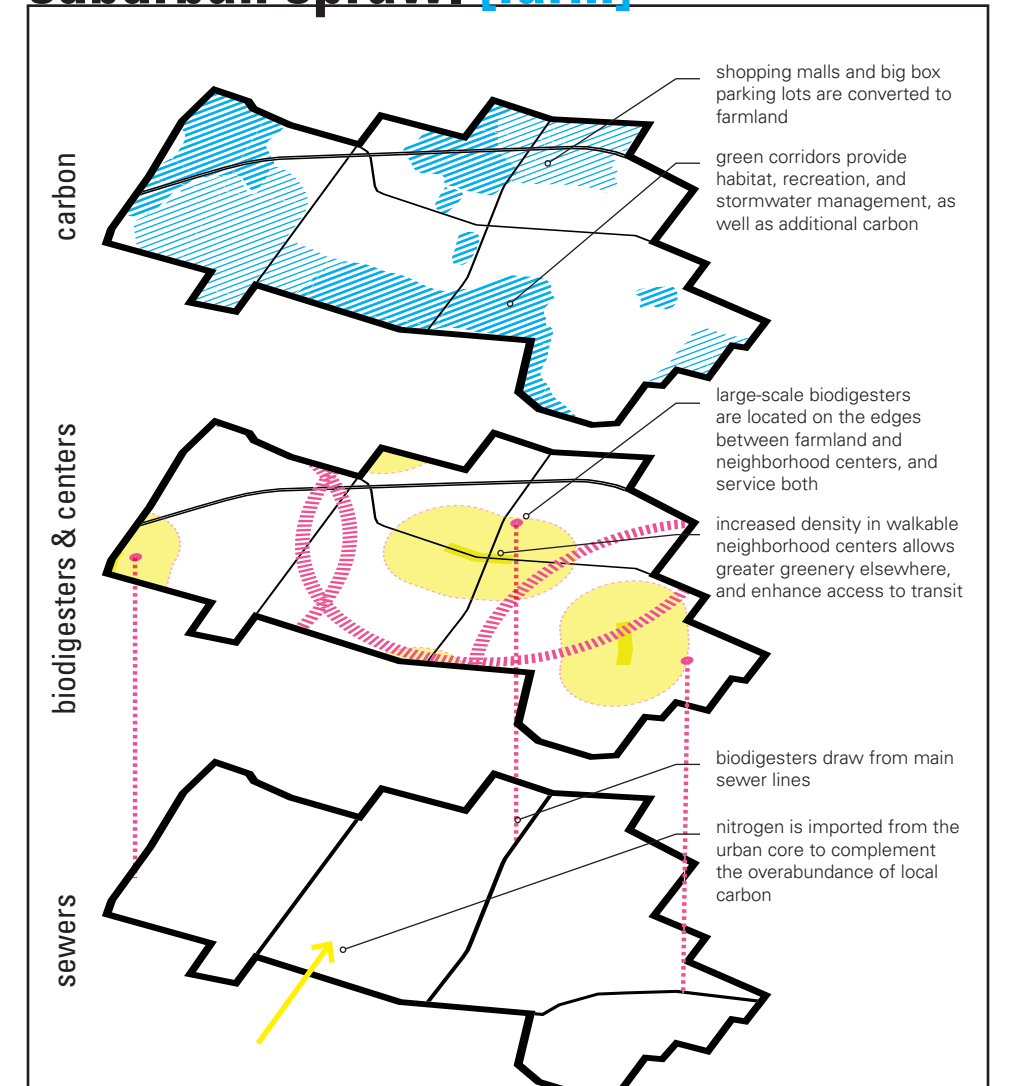 carbon
shopping malls and big box
parking lots are converted to
farmland
green corridors provide
habitat, recreation, and
stormwater management, as
well as additional carbon
biodigesters & centers
large-scale biodigesters
are located on the edges
between farmland and
neighborhood centers, and
service both
increased density in walkable
neighborhood centers allows
greater greenery elsewhere,
and enhance access to transit
sewers
biodigesters draw from main
sewer lines
nitrogen is imported from the
urban core to complement
the overabundance of local
carbon